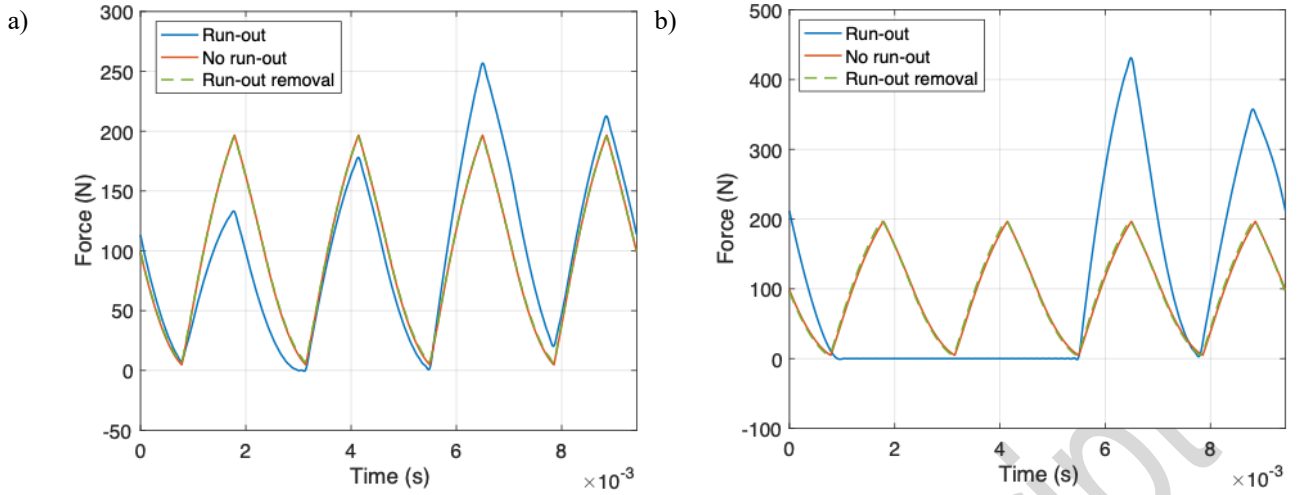 a)
300
250
200
150
100
50
0
-50
Force (N)
Run-out
No run-out
Run-out removal
0 2 4 6 8
Time (s)
×10-3
b)
500
400
300
200
100
0
-100
Force (N)
Run-out
No run-out
Run-out removal
0 2 4 6 8
Time (s)
×10-3